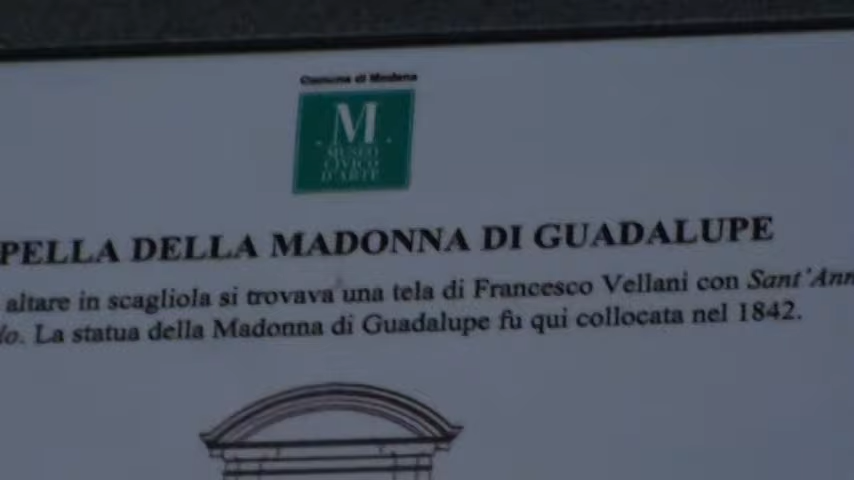 Comune di Modena
M
MUSEO
CIVICO
D'ARTE
PELLA DELLA MADONNA DI GUADALUPE
altare in scagliola si trovava una tela di Francesco Vellani con Sant'Ann
lo. La statua della Madonna di Guadalupe fu qui collocata nel 1842.